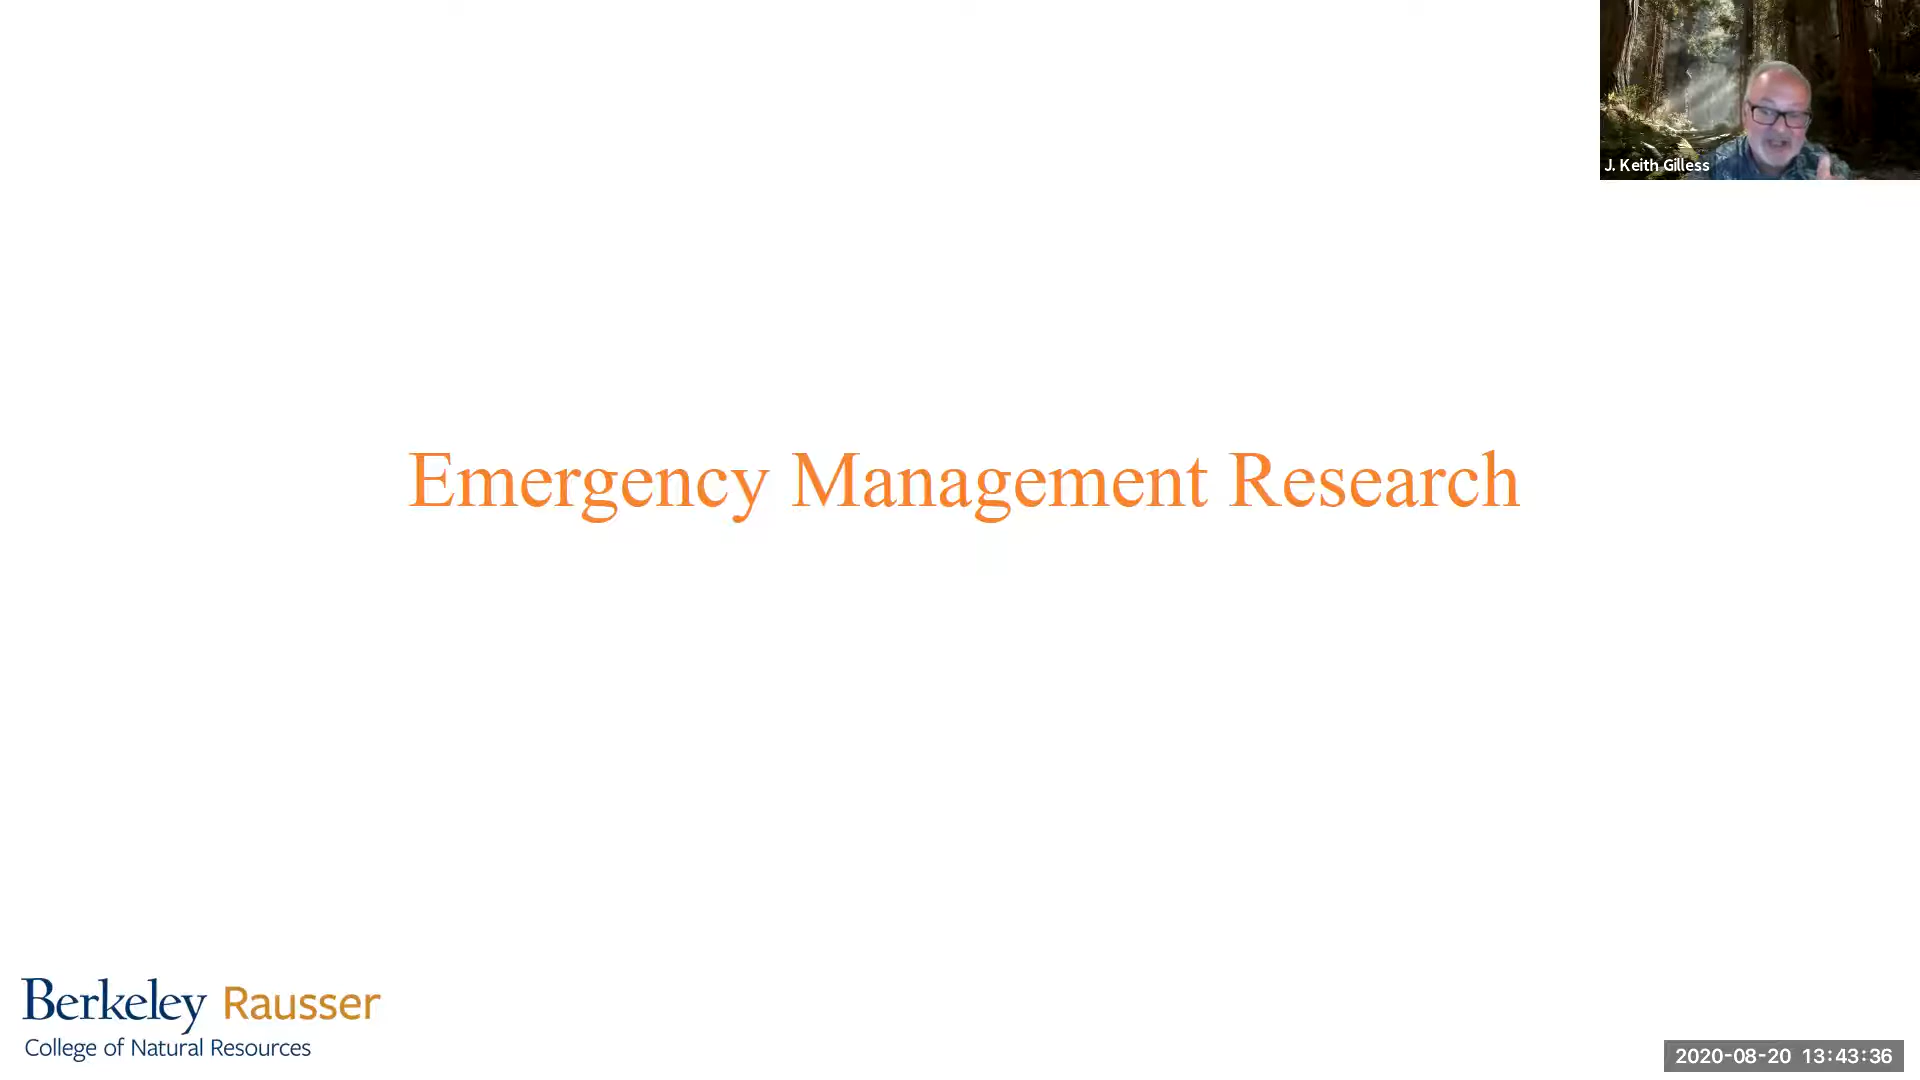 J. Keith Gilless
Emergency Management Research
Berkeley Rausser
College of Natural Resources
2020-08-20 13:43:36